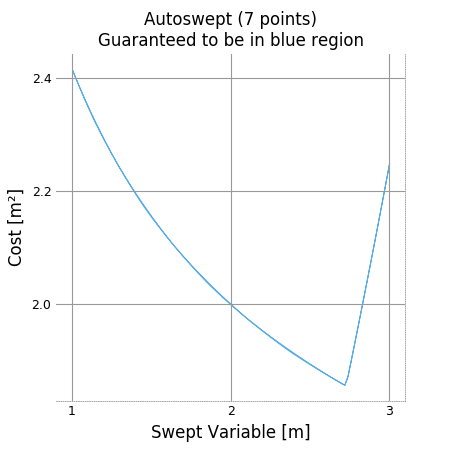 Autoswept (7 points)
Guaranteed to be in blue region
Cost [m²]
2.4
2.2
2.0
1 2 3
Swept Variable [m]